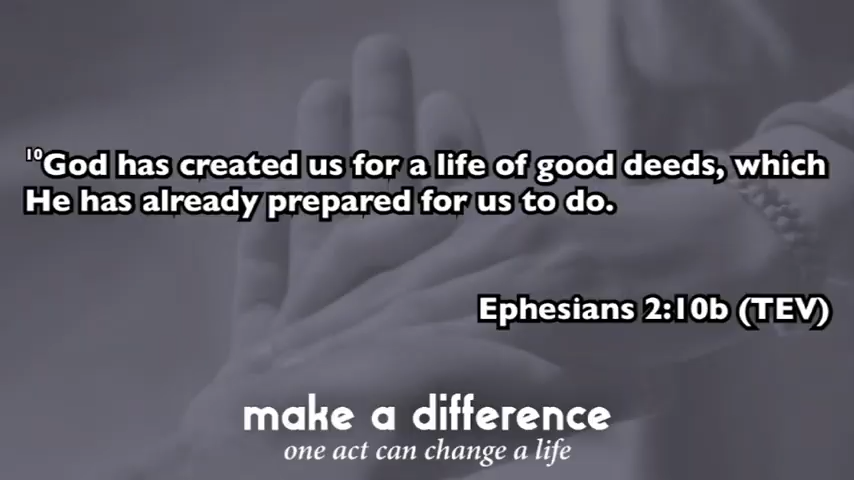 ¹⁰God has created us for a life of good deeds, which
He has already prepared for us to do.
Ephesians 2:10b (TEV)
make a difference
one act can change a life